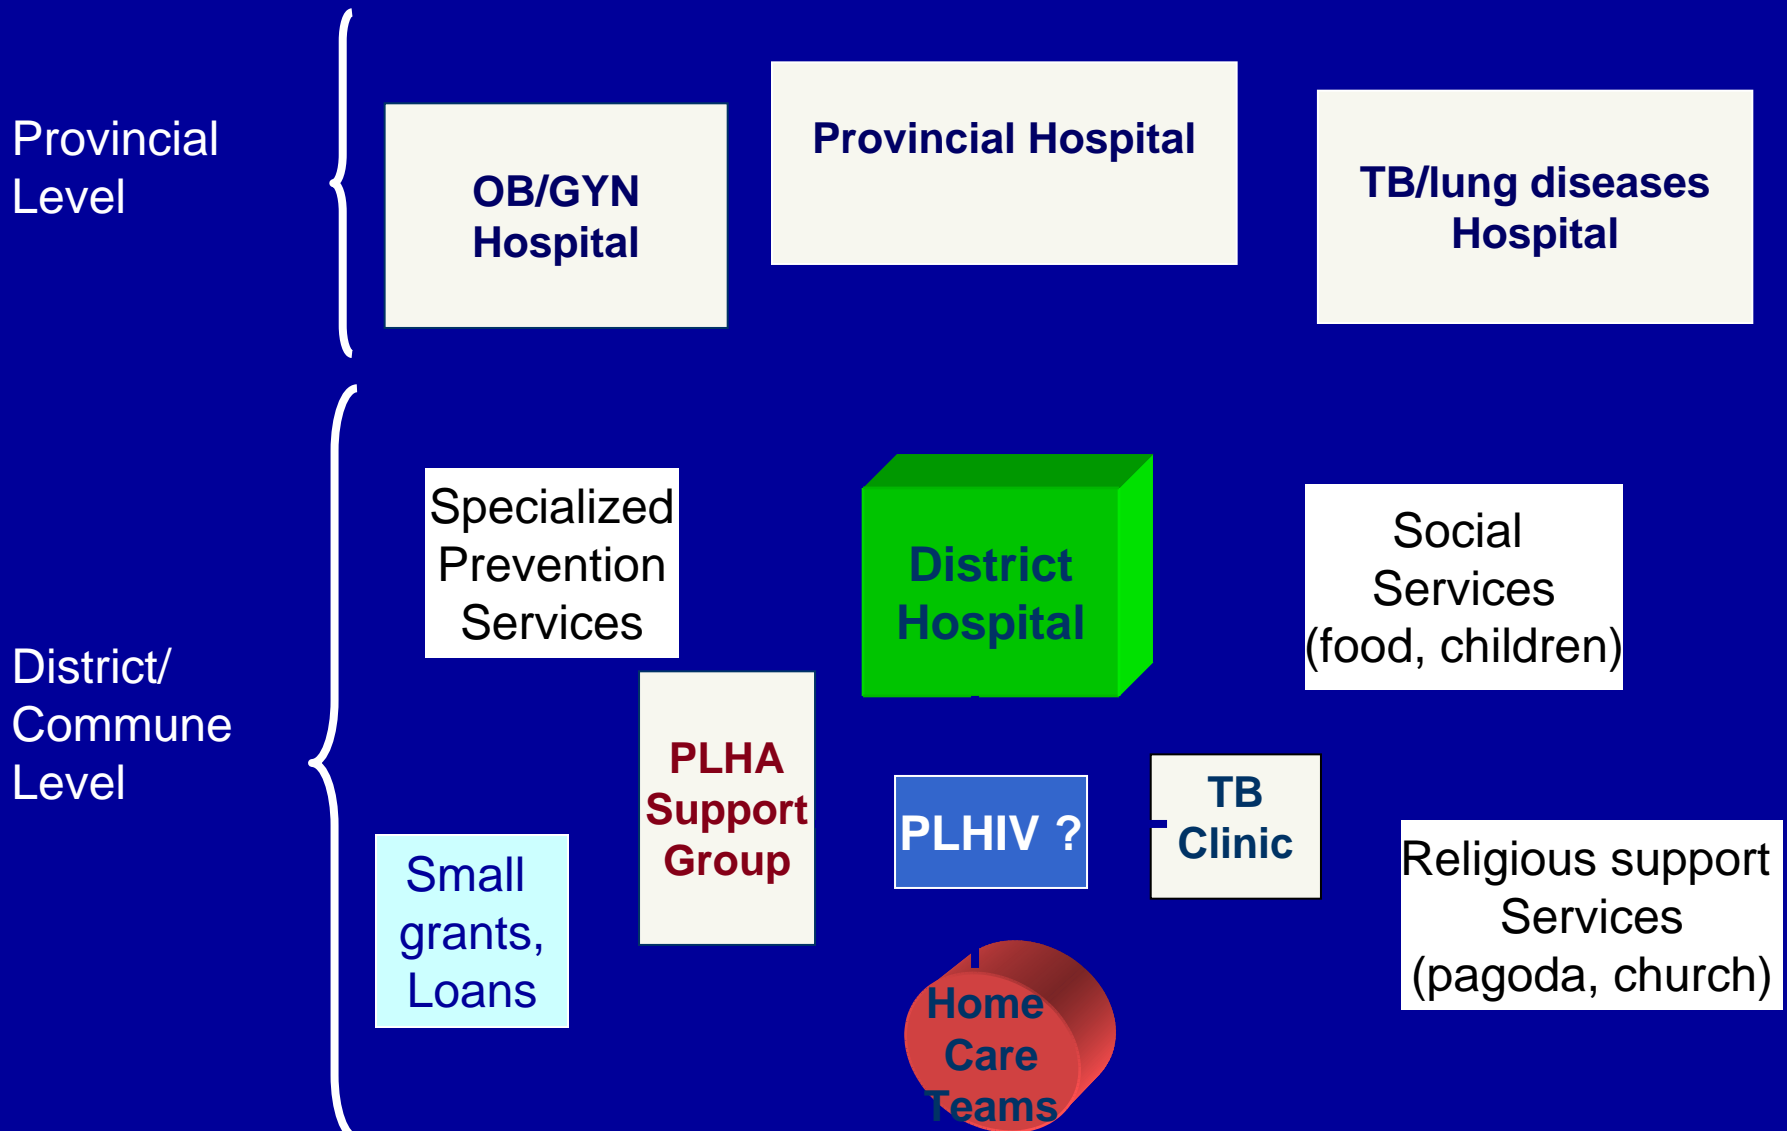 Provincial
Level
OB/GYN
Hospital
Provincial Hospital
TB/lung diseases
Hospital
District/
Commune
Level
Specialized
Prevention
Services
District
Hospital
Social
Services
(food, children)
PLHA
Support
Group
PLHIV ?
TB
Clinic
Small
grants,
Loans
Religious support
Services
(pagoda, church)
Home
Care
Teams